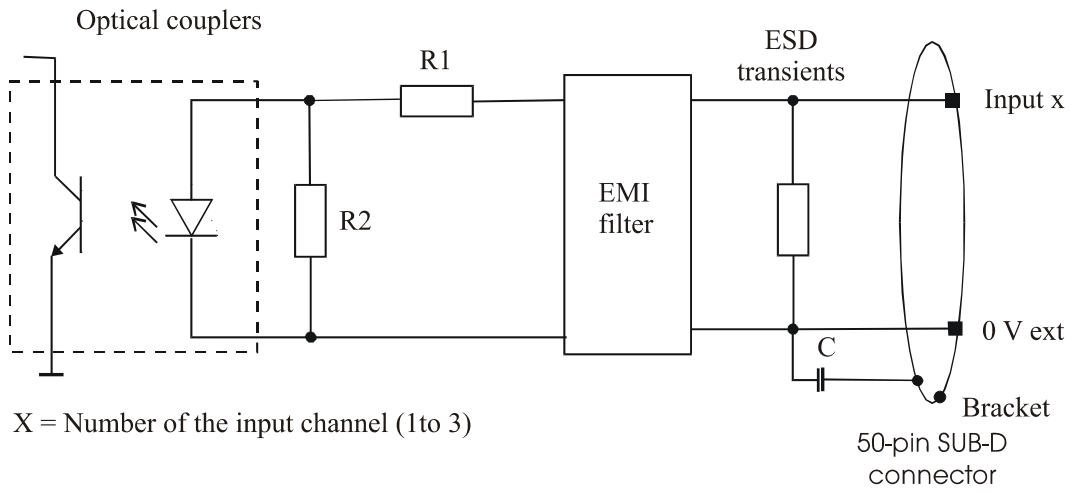 Optical couplers
R1
ESD
transients
Input x
EMI
filter
R2
0 V ext
C
X = Number of the input channel (1to 3)
Bracket
50-pin SUB-D
connector